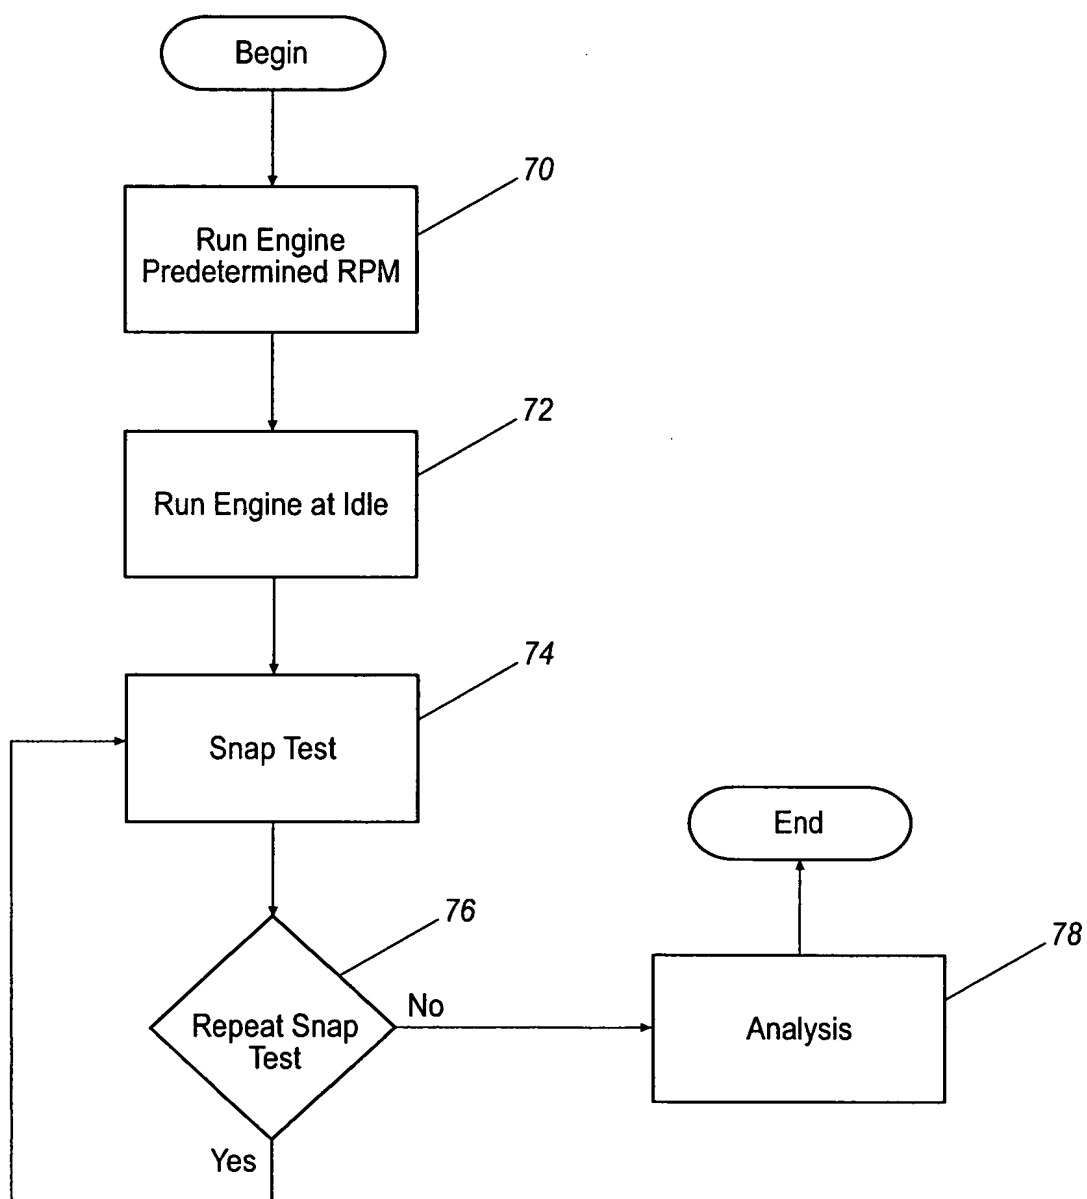 Begin
70
Run Engine
Predetermined RPM
72
Run Engine at Idle
74
Snap Test
End
76
78
No
Repeat Snap
Test
Analysis
Yes